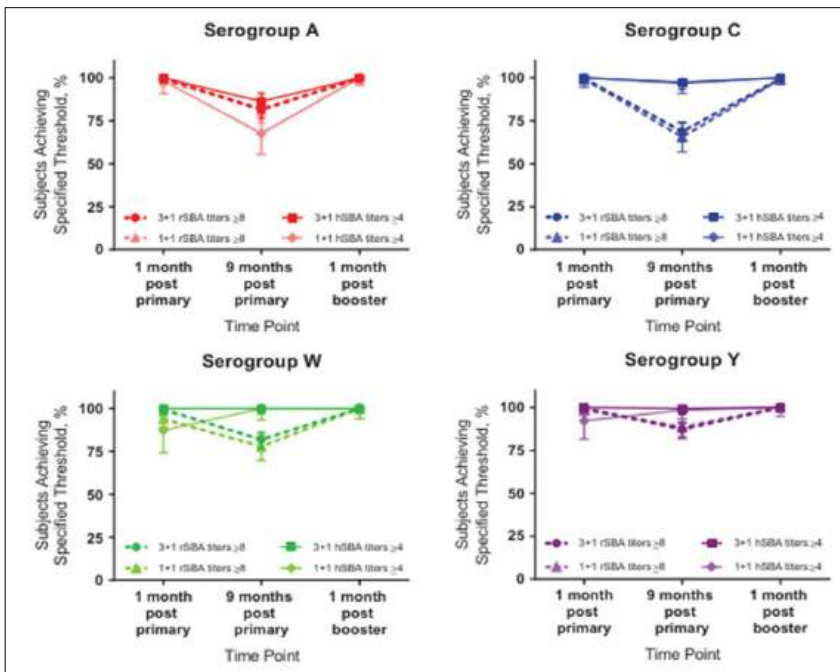 Serogroup A
Subjects Achieving
Specified Threshold, %
100
75
50
25
0
3+1 rSBA titers ≥8
3+1 hSBA titers ≥4
1+1 rSBA titers ≥8
1+1 hSBA titers ≥4
1 month
post
primary
9 months
post
primary
1 month
post
booster
Time Point
Serogroup C
Subjects Achieving
Specified Threshold, %
100
75
50
25
0
3+1 rSBA titers ≥8
3+1 hSBA titers ≥4
1+1 rSBA titers ≥8
1+1 hSBA titers ≥4
1 month
post
primary
9 months
post
primary
1 month
post
booster
Time Point
Serogroup W
Subjects Achieving
Specified Threshold, %
100
75
50
25
0
3+1 rSBA titers ≥8
3+1 hSBA titers ≥4
1+1 rSBA titers ≥8
1+1 hSBA titers ≥4
1 month
post
primary
9 months
post
primary
1 month
post
booster
Time Point
Serogroup Y
Subjects Achieving
Specified Threshold, %
100
75
50
25
0
3+1 rSBA titers ≥8
3+1 hSBA titers ≥4
1+1 rSBA titers ≥8
1+1 hSBA titers ≥4
1 month
post
primary
9 months
post
primary
1 month
post
booster
Time Point